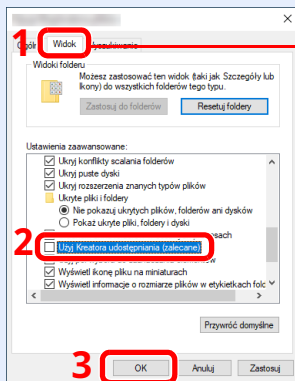 1
Widok
Widoki folderu
Możesz zastosować ten widok (taki jak Szczegóły lub
Ikony) do wszystkich folderów tego typu.
Zastosuj do folderów
Resetuj foldery
Ustawienia zaawansowane:
Ukryj konflikty scalania folderów
Ukryj puste dyski
Ukryj rozszerzenia znanych typów plików
Ukryte pliki i foldery
Nie pokazuj ukrytych plików, folderów ani dysków
Pokaż ukryte pliki, foldery i dyski
2
Użyj Kreatora udostępniania (zalecane)
Wyświetl ikonę pliku na miniaturach
Wyświetl informacje o rozmiarze plików w etykietkach folc
Przywróć domyślne
3
OK
Anuluj
Zastosuj